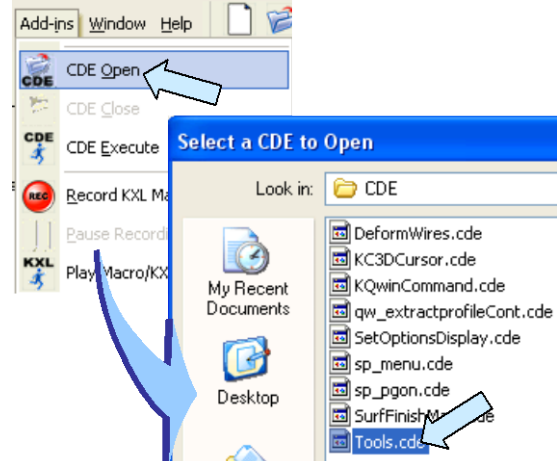 Add-ins Window Help
CDE CDE Open
CDE Close
CDE CDE Execute
REC Record KXL Ma
Pause Recordi
KXL Play Macro/KX
Select a CDE to Open
Look in: CDE
My Recent Documents
Desktop
DeformWires.cde
KC3DCursor.cde
KQwinCommand.cde
qw_extractprofileCont.cde
SetOptionsDisplay.cde
sp_menu.cde
sp_pgon.cde
Tools.cde